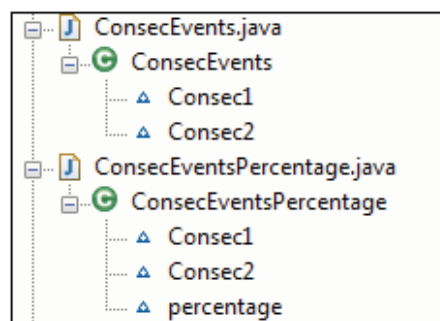 ConsecEvents.java
ConsecEvents
Consec1
Consec2
ConsecEventsPercentage.java
ConsecEventsPercentage
Consec1
Consec2
percentage